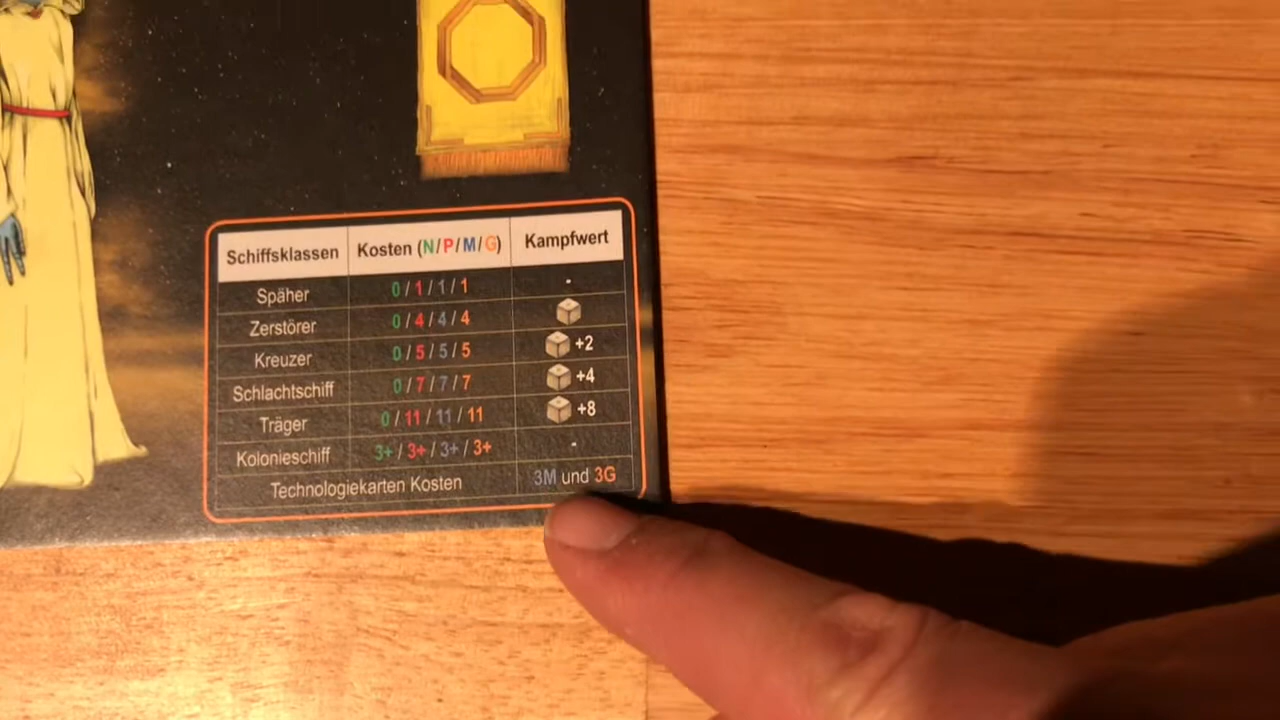 Schiffsklassen Kosten (N/P/M/G) Kampfwert
Späher 0/1/1/1 -
Zerstörer 0/4/4/4
Kreuzer 0/5/5/5 +2
Schlachtschiff 0/7/7/7 +4
Träger 0/11/11/11 +8
Kolonieschiff 3+/3+/3+/3+ -
Technologiekarten Kosten 3M und 3G